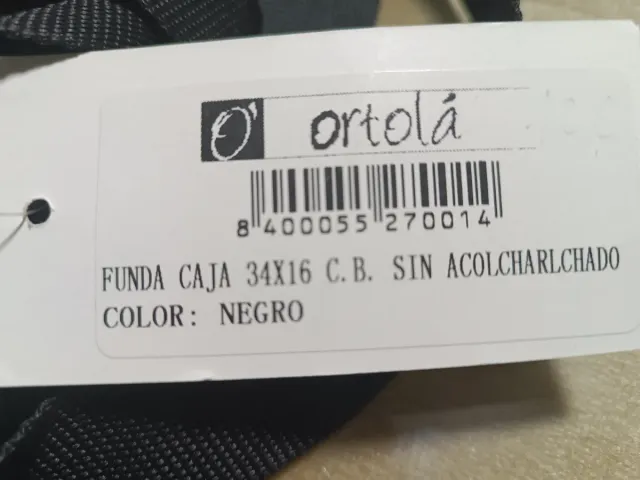 O' ortolá
8 400055 270014
FUNDA CAJA 34X16 C.B. SIN ACOLCHARLCHADO
COLOR: NEGRO